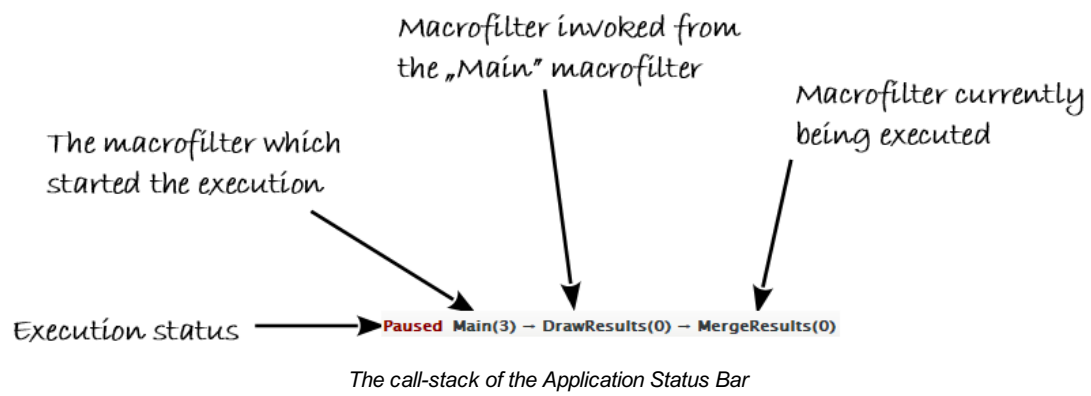 Macrofilter invoked from
the „Main” macrofilter
Macrofilter currently
being executed
The macrofilter which
started the execution
Execution status
Paused Main(3) → DrawResults(0) → MergeResults(0)
The call-stack of the Application Status Bar